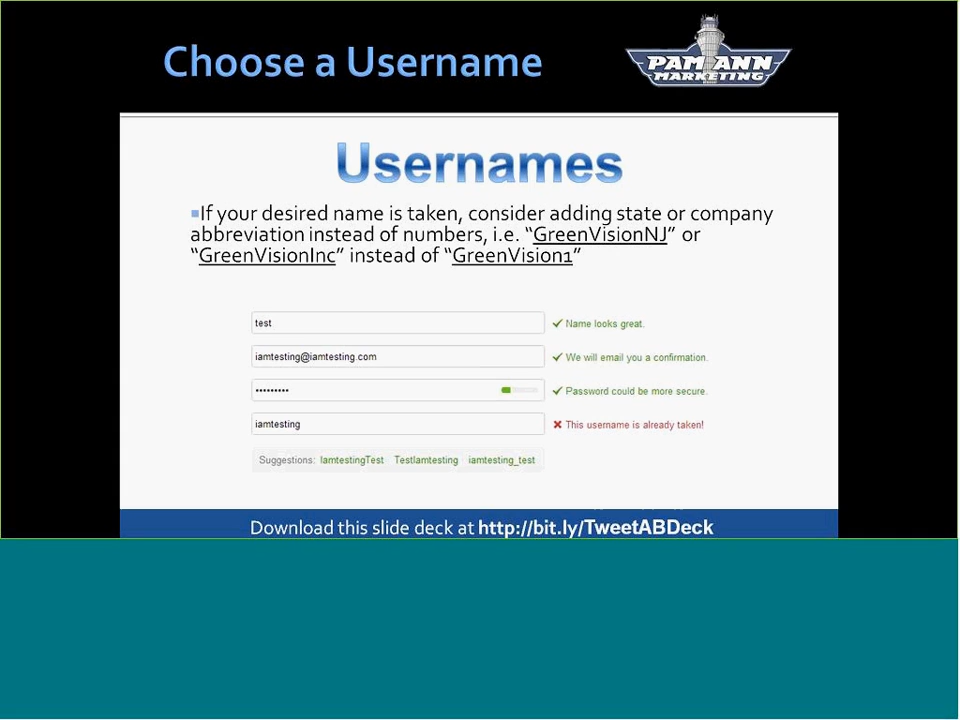 Choose a Username
PAM ANN
MARKETING
Usernames
If your desired name is taken, consider adding state or company
abbreviation instead of numbers, i.e. “GreenVisionNJ” or
“GreenVisionInc” instead of “GreenVision1”
test
Name looks great.
iamtesting@iamtesting.com
We will email you a confirmation.
•••••••••
Password could be more secure.
iamtesting
This username is already taken!
Suggestions: IamtestingTest TestIamtesting iamtesting_test
Download this slide deck at http://bit.ly/TweetABDeck